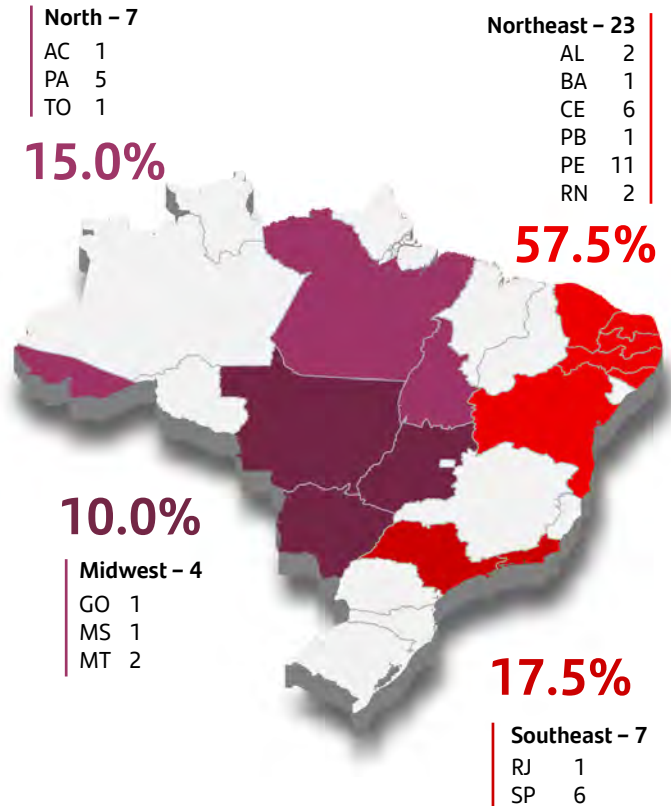 North – 7
AC 1
PA 5
TO 1
15.0%
Northeast – 23
AL 2
BA 1
CE 6
PB 1
PE 11
RN 2
57.5%
10.0%
Midwest – 4
GO 1
MS 1
MT 2
17.5%
Southeast – 7
RJ 1
SP 6